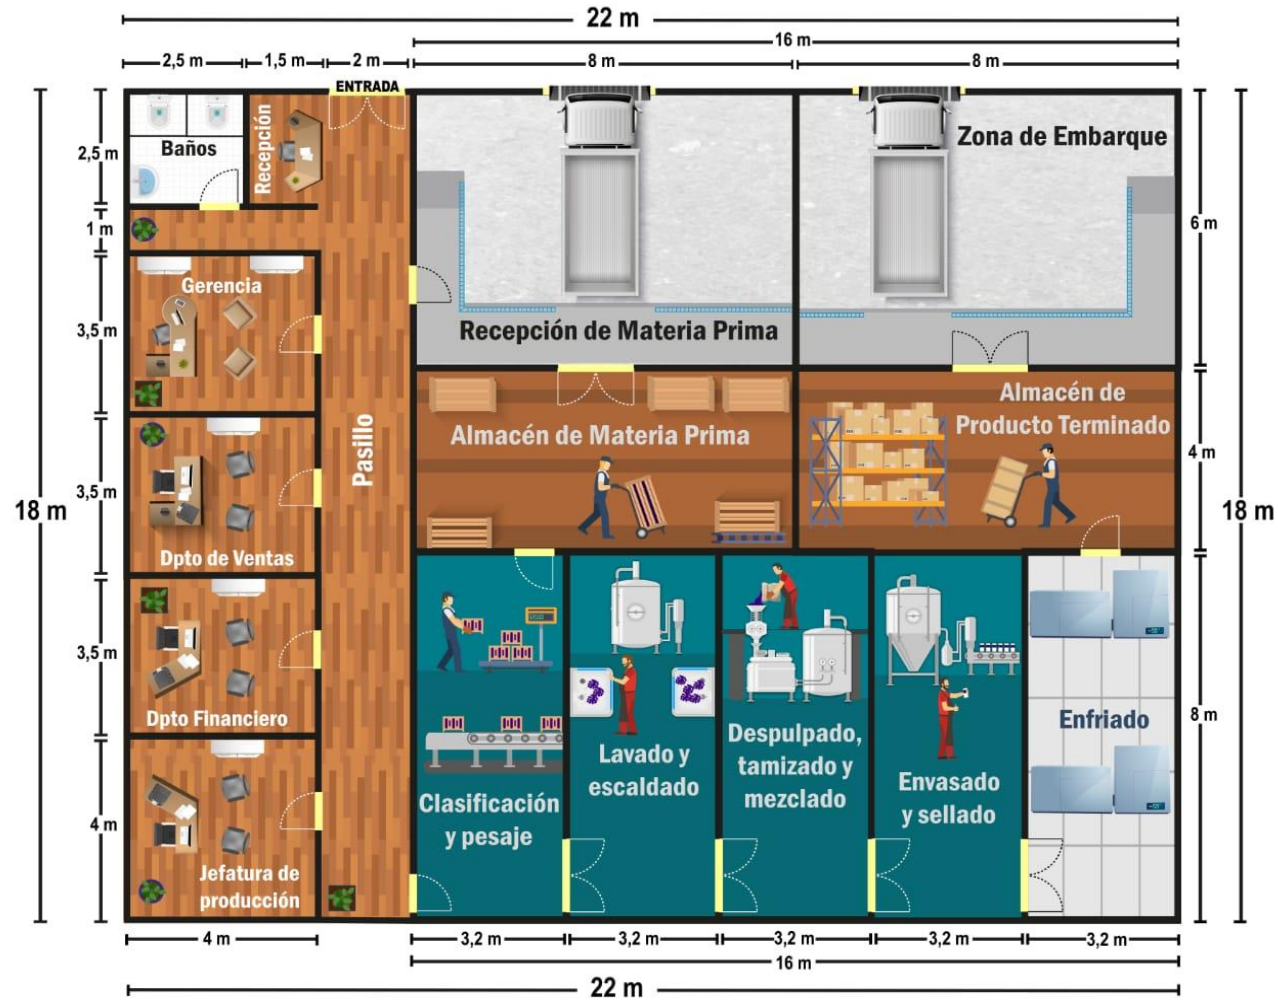 22 m
16 m
2,5 m
1,5 m
2 m
8 m
8 m
ENTRADA
Baños
Recepción
Zona de Embarque
2,5 m
1 m
6 m
Gerencia
3,5 m
Recepción de Materia Prima
Pasillo
Almacén de Materia Prima
Almacén de
Producto Terminado
4 m
3,5 m
18 m
18 m
Dpto de Ventas
3,5 m
Dpto Financiero
Lavado y
escaldado
Despulpado,
tamizado y
mezclado
Enfriado
8 m
Clasificación
y pesaje
Envasado
y sellado
4 m
Jefatura de
producción
4 m
3,2 m
3,2 m
3,2 m
3,2 m
3,2 m
16 m
22 m